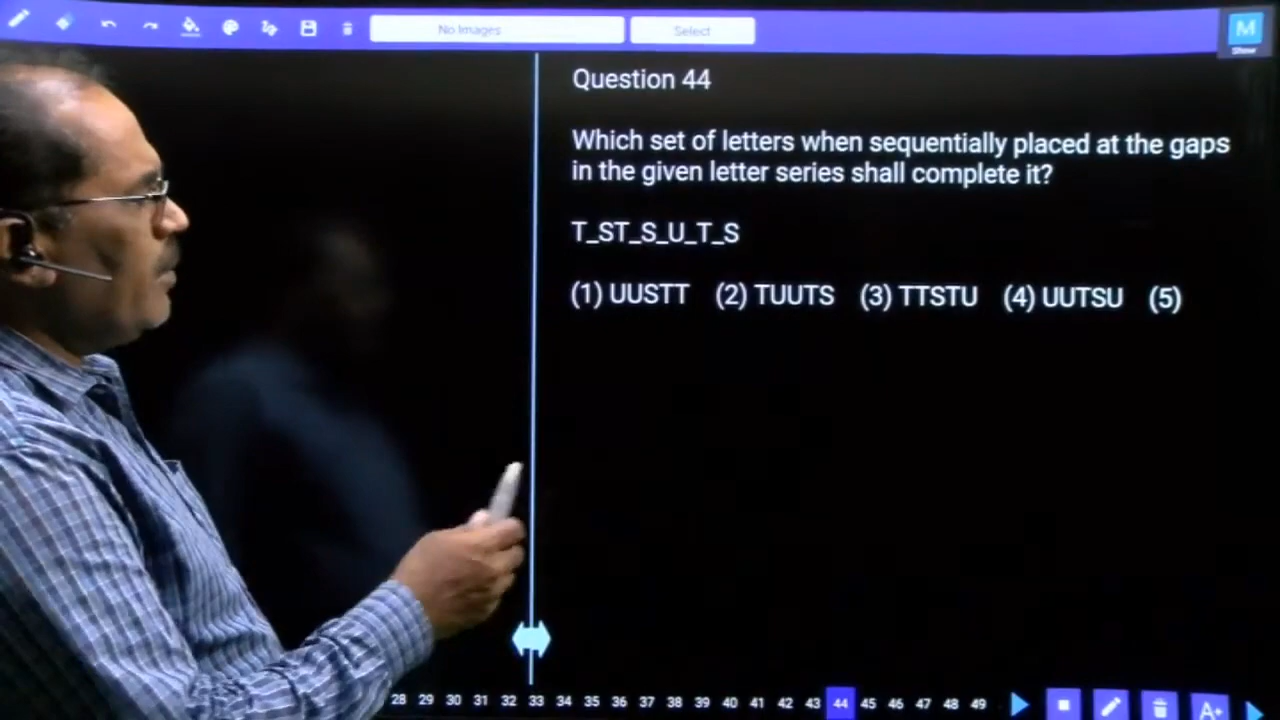 No Images
Select
M
Show
Question 44
Which set of letters when sequentially placed at the gaps
in the given letter series shall complete it?
T_ST_S_U_T_S
(1) UUSTT (2) TUUTS (3) TTSTU (4) UUTSU (5)
28 29 30 31 32 33 34 35 36 37 38 39 40 41 42 43 44 45 46 47 48 49
A+